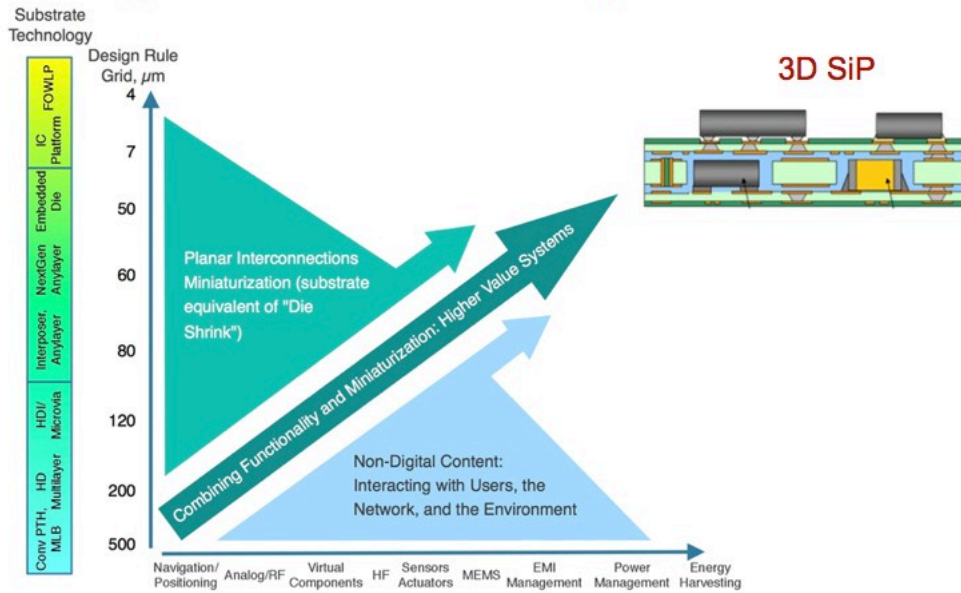 Substrate
Technology
Design Rule
Grid, µm
FOWLP
IC
Platform
Embedded
Die
NextGen
Anylayer
Interposer,
Anylayer
HDI/
Microvia
HD
Multilayer
Conv PTH,
MLB
4
7
50
60
80
120
200
500
3D SiP
Planar Interconnections
Miniaturization (substrate
equivalent of "Die
Shrink")
Combining Functionality and Miniaturization: Higher Value Systems
Non-Digital Content:
Interacting with Users, the
Network, and the Environment
Navigation/
Positioning
Analog/RF
Virtual
Components
HF
Sensors
Actuators
MEMS
EMI
Management
Power
Management
Energy
Harvesting